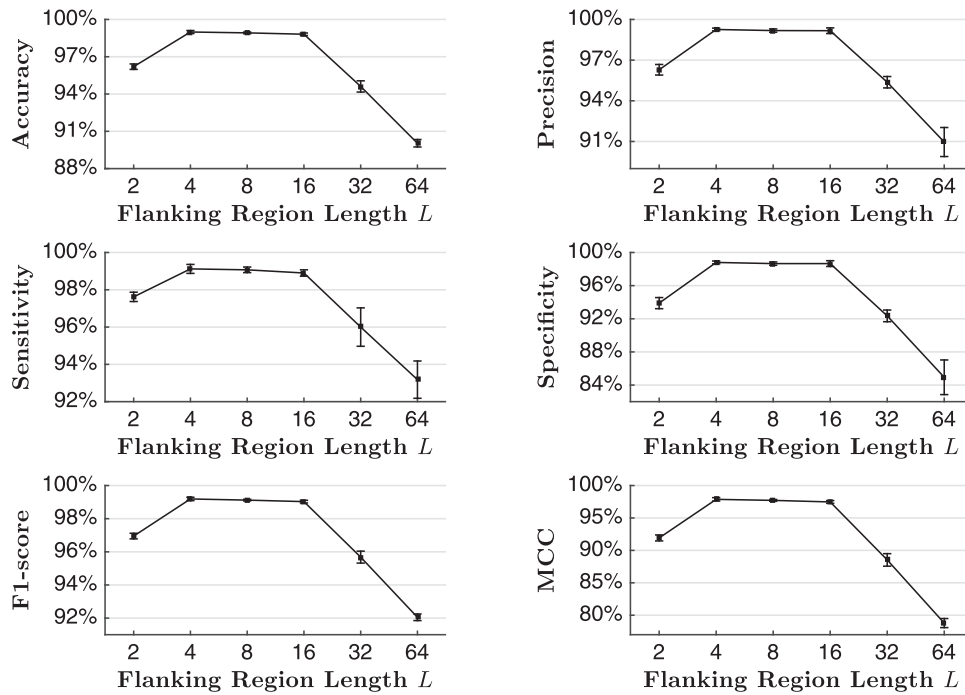 100%
97%
94%
91%
88%
Accuracy
2 4 8 16 32 64
Flanking Region Length L
100%
97%
94%
91%
Precision
2 4 8 16 32 64
Flanking Region Length L
100%
98%
96%
94%
92%
Sensitivity
2 4 8 16 32 64
Flanking Region Length L
100%
96%
92%
88%
84%
Specificity
2 4 8 16 32 64
Flanking Region Length L
100%
98%
96%
94%
92%
F1-score
2 4 8 16 32 64
Flanking Region Length L
100%
95%
90%
85%
80%
MCC
2 4 8 16 32 64
Flanking Region Length L